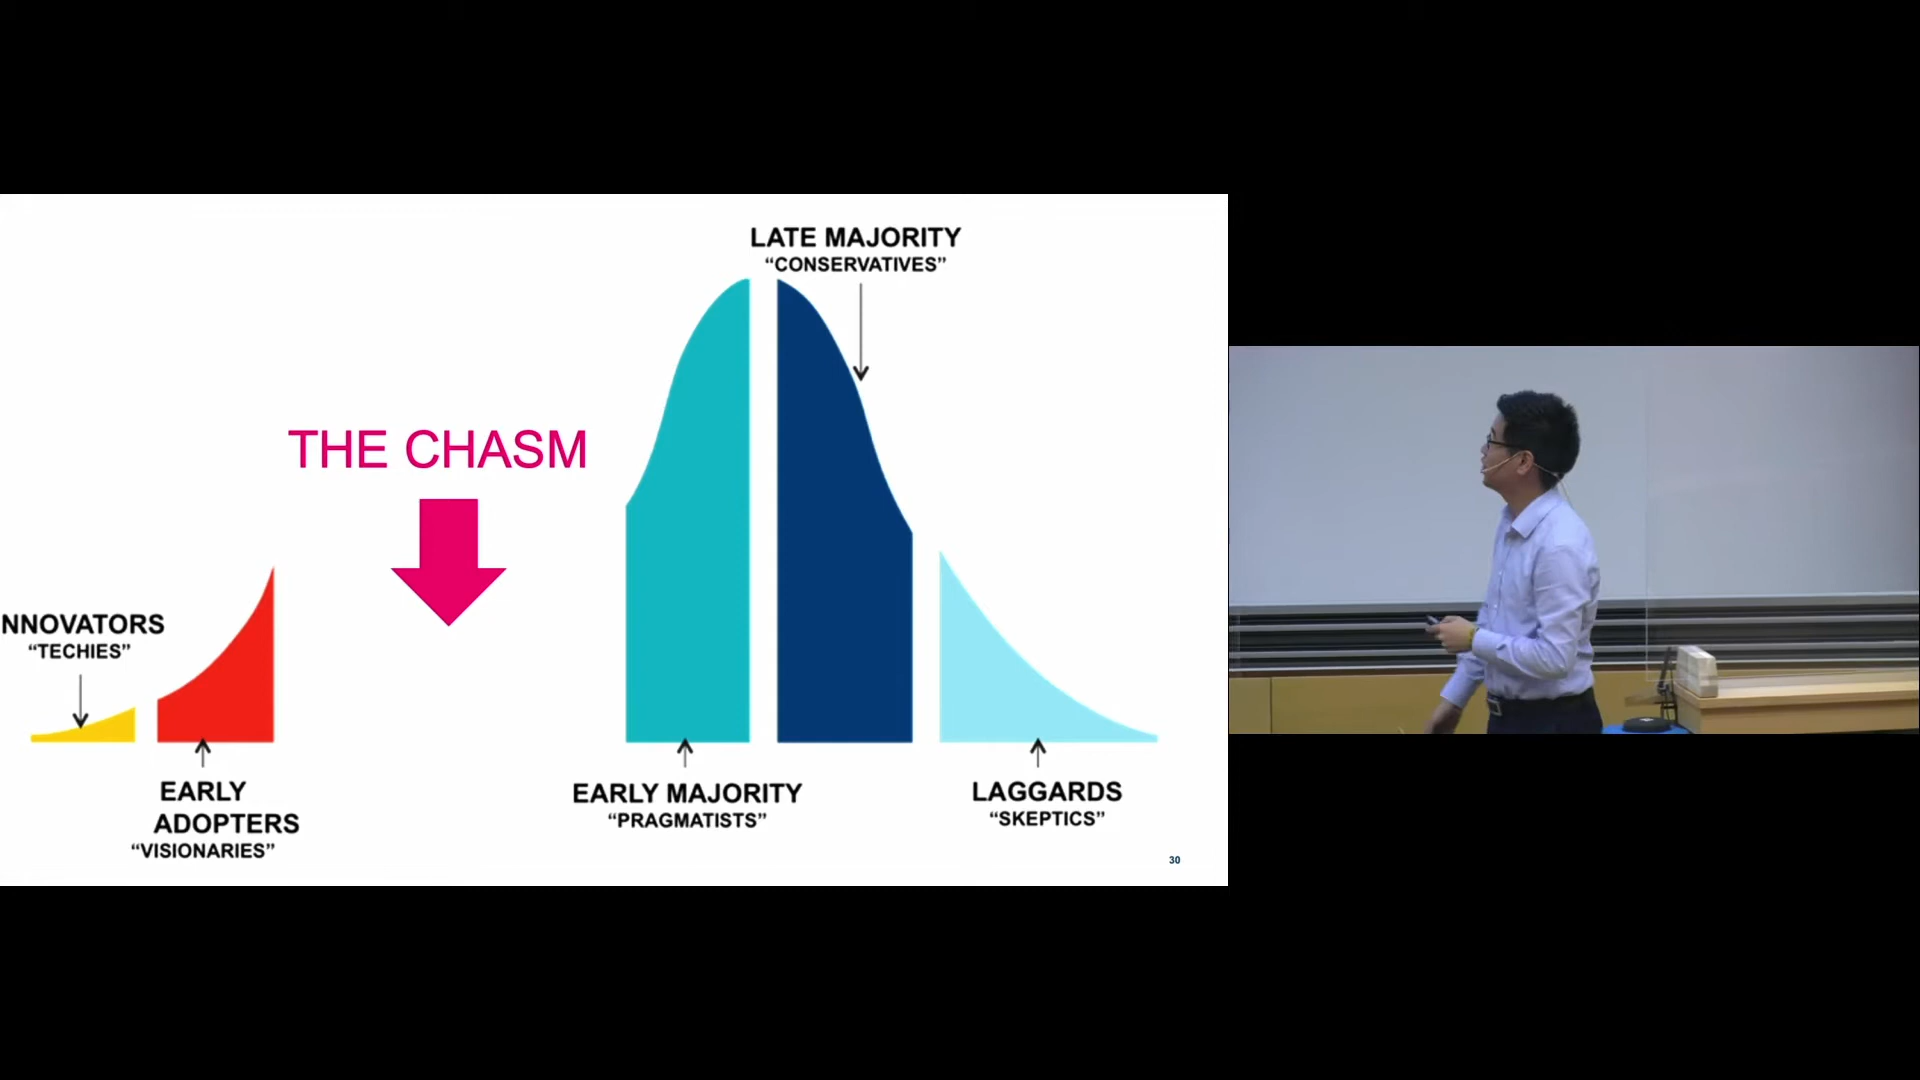 LATE MAJORITY
“CONSERVATIVES”
THE CHASM
NNOVATORS
“TECHIES”
EARLY
ADOPTERS
“VISIONARIES”
EARLY MAJORITY
“PRAGMATISTS”
LAGGARDS
“SKEPTICS”
30